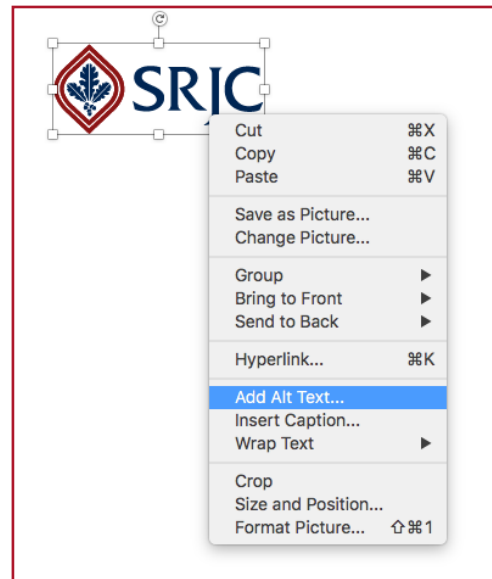 SRJC
Cut ⌘X
Copy ⌘C
Paste ⌘V
Save as Picture...
Change Picture...
Group ▶
Bring to Front ▶
Send to Back ▶
Hyperlink... ⌘K
Add Alt Text...
Insert Caption...
Wrap Text ▶
Crop
Size and Position...
Format Picture... ⇧⌘1